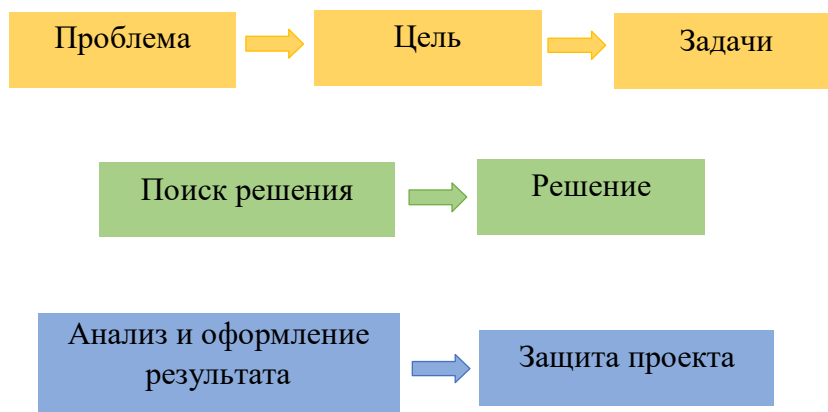 Проблема
Цель
Задачи
Поиск решения
Решение
Анализ и оформление
результата
Защита проекта